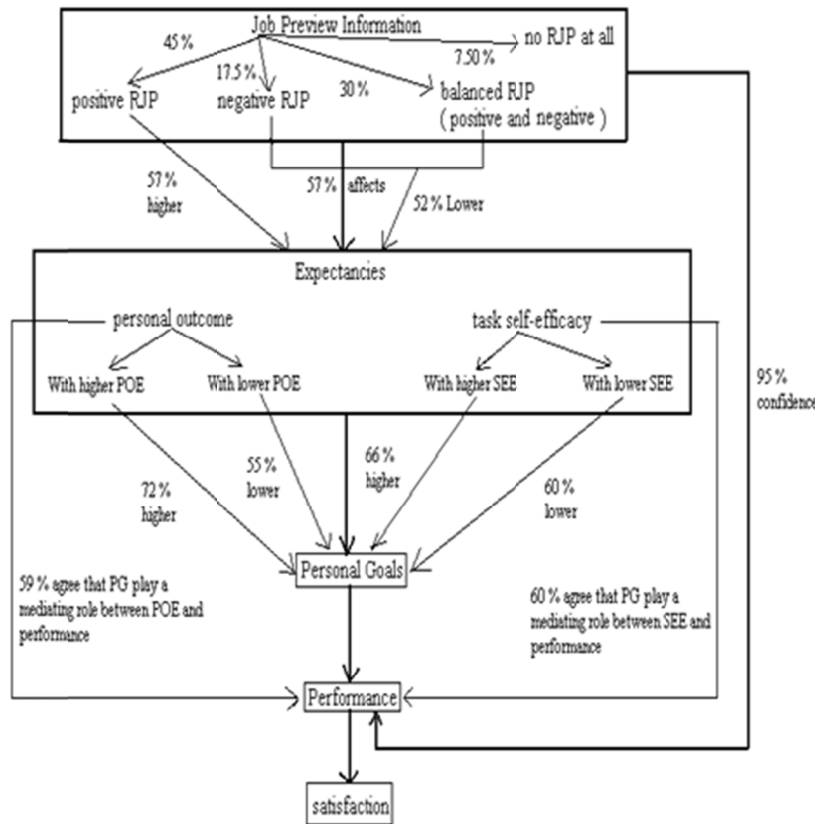 Job Preview Information
45%
no RJP at all
7.50%
17.5%
30%
positive RJP
negative RJP
balanced RJP
( positive and negative )
57%
higher
57% affects
52% Lower
Expectancies
personal outcome
task self-efficacy
With higher POE
With lower POE
With higher SEE
With lower SEE
95%
confidence
72%
higher
55%
lower
66%
higher
60%
lower
Personal Goals
59% agree that PG play a
mediating role between POE and
performance
60% agree that PG play a
mediating role between SEE and
performance
Performance
satisfaction